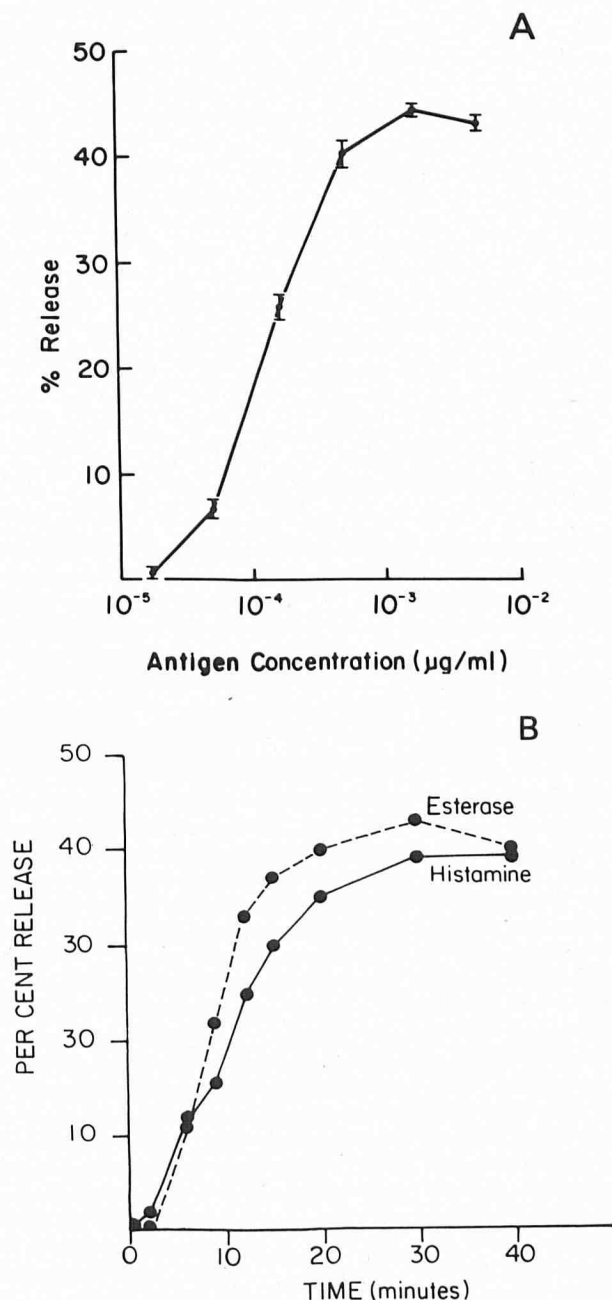 A
50
40
30
20
10
% Release
10⁻⁵ 10⁻⁴ 10⁻³ 10⁻²
Antigen Concentration (µg/ml)
B
50
40
30
30
10
PER CENT RELEASE
Esterase
Histamine
0 10 20 30 40
TIME (minutes)